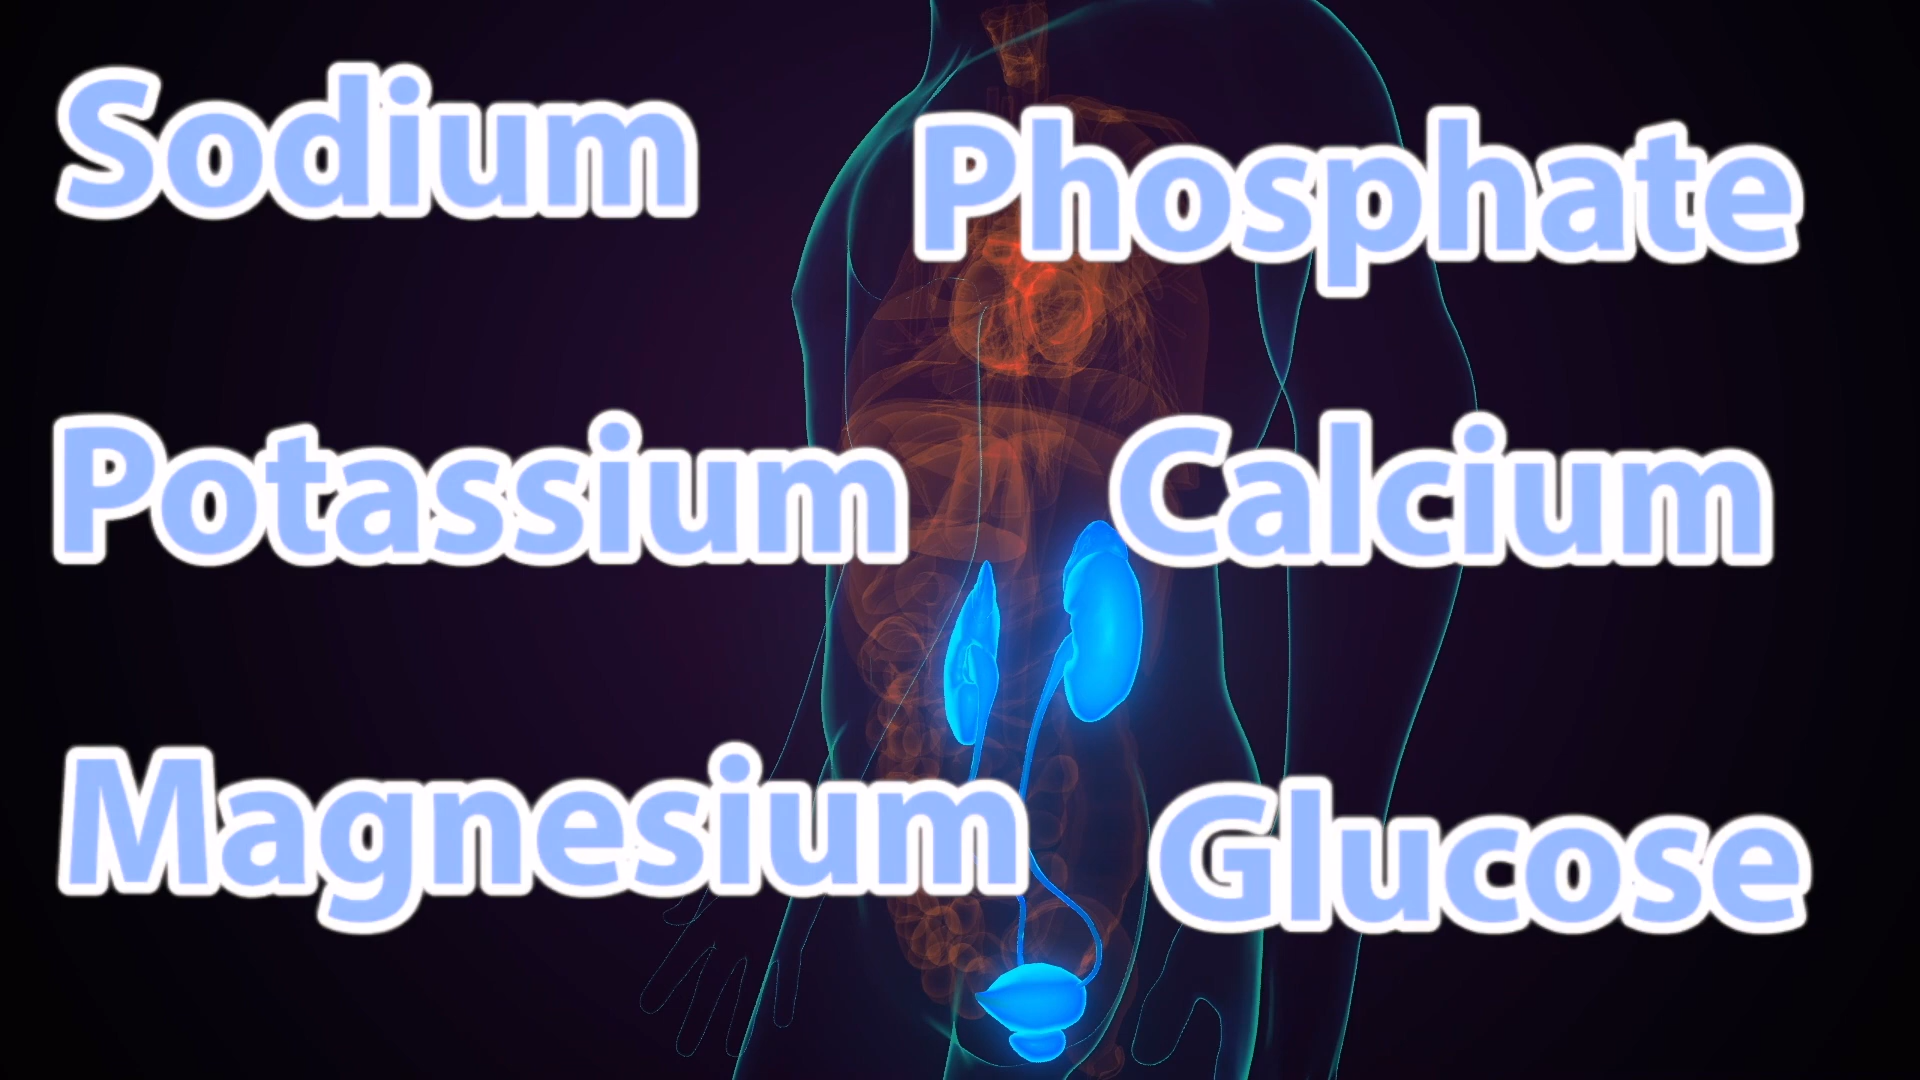 Sodium
Phosphate
Potassium
Calcium
Magnesium
Glucose